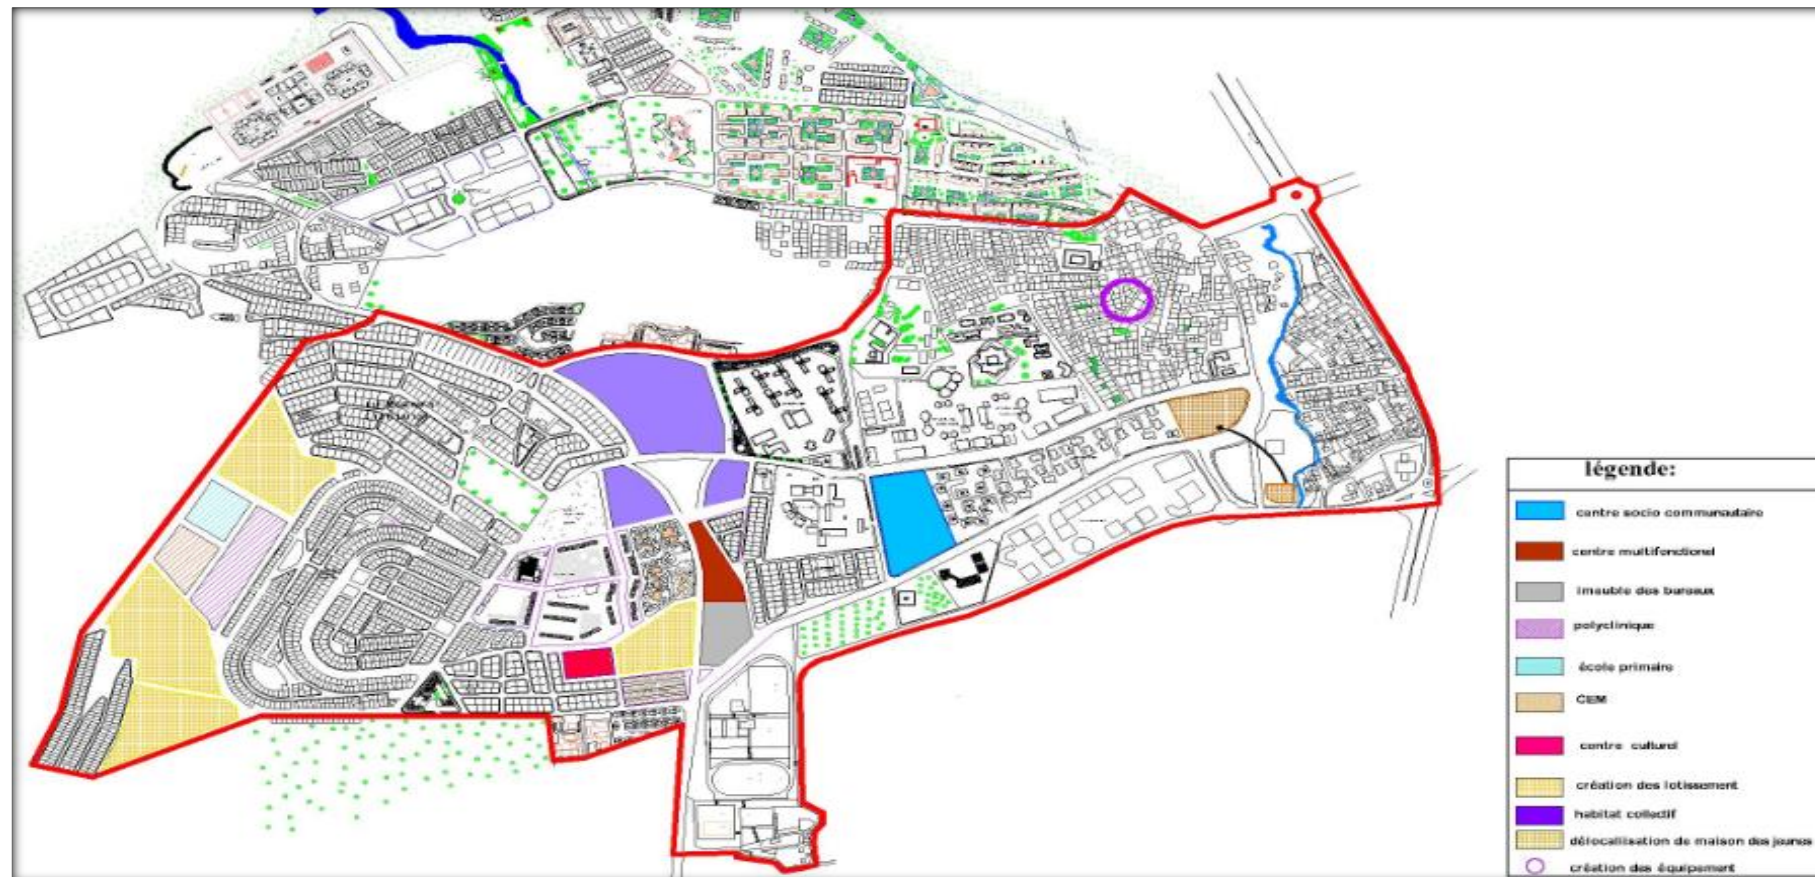 légende:
centre socio communautaire
centre multifonctionel
imeuble des bureaux
polyclinique
école primaire
CEM
centre culturel
création des lotissement
habitat collectif
délocallisation de maison des jeunes
création des équipement